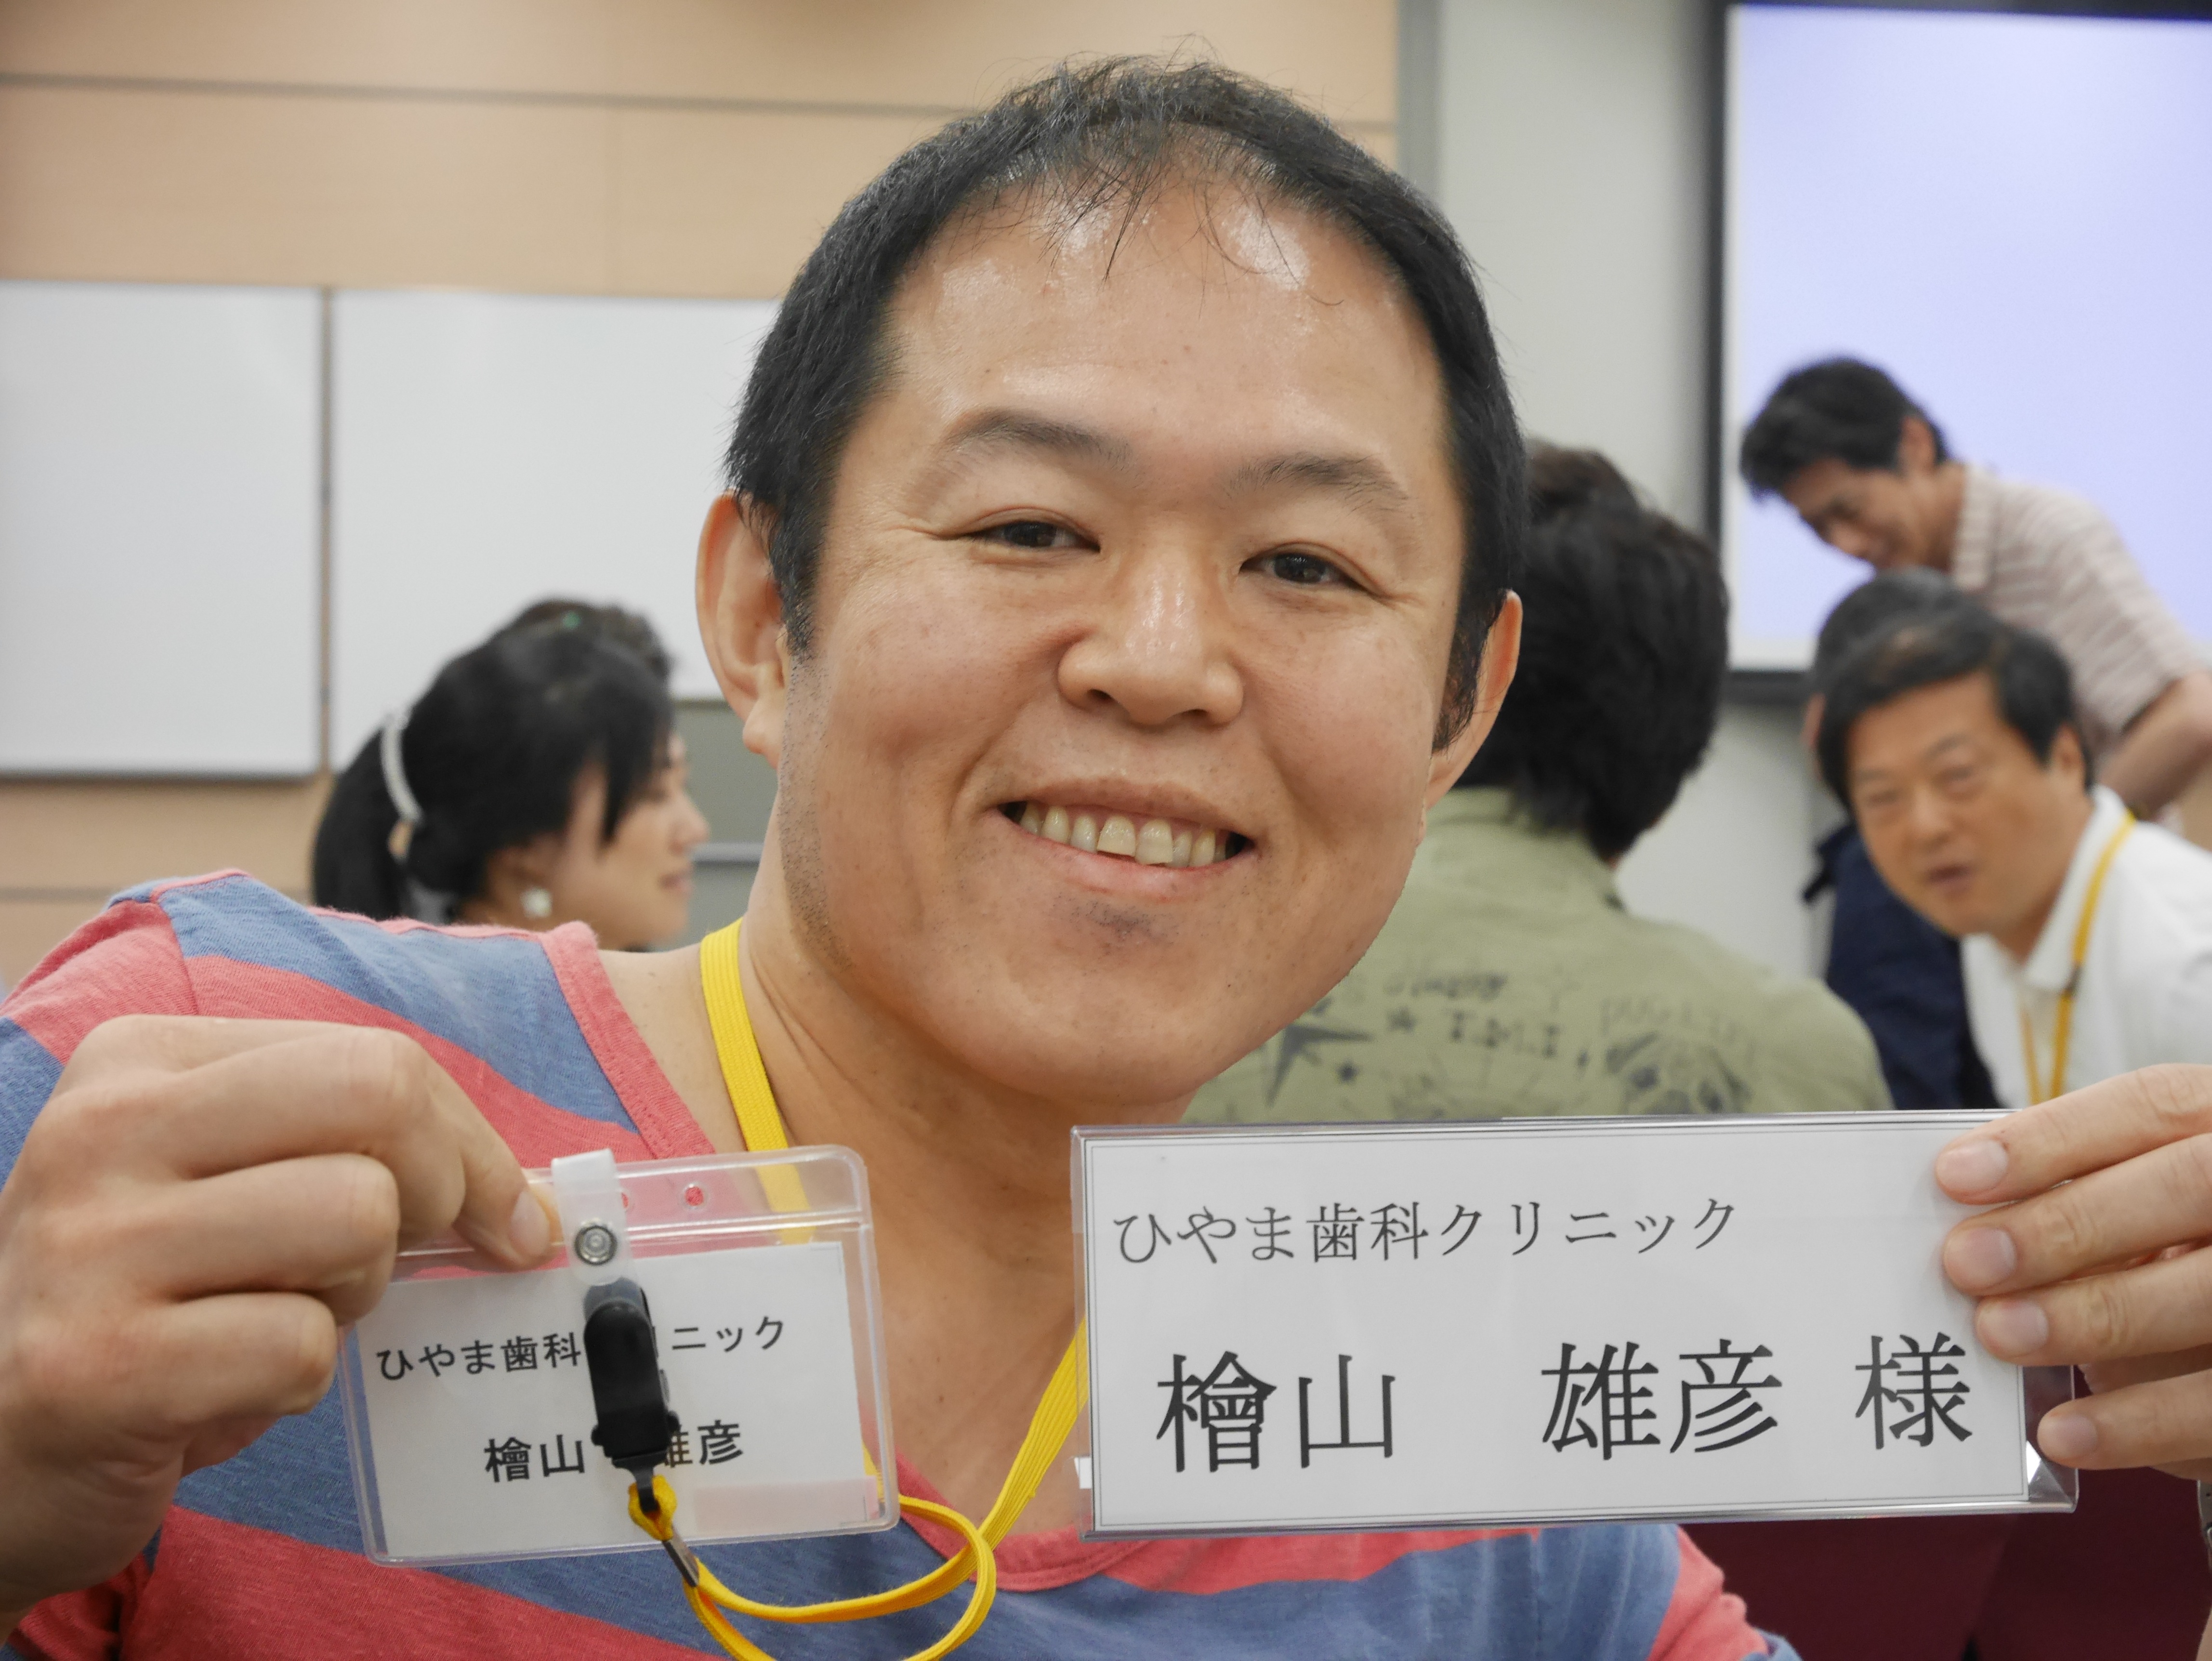 ひやま歯科クリニック
檜山　雄彦 様
ひやま歯科 ニック
檜山 雄彦